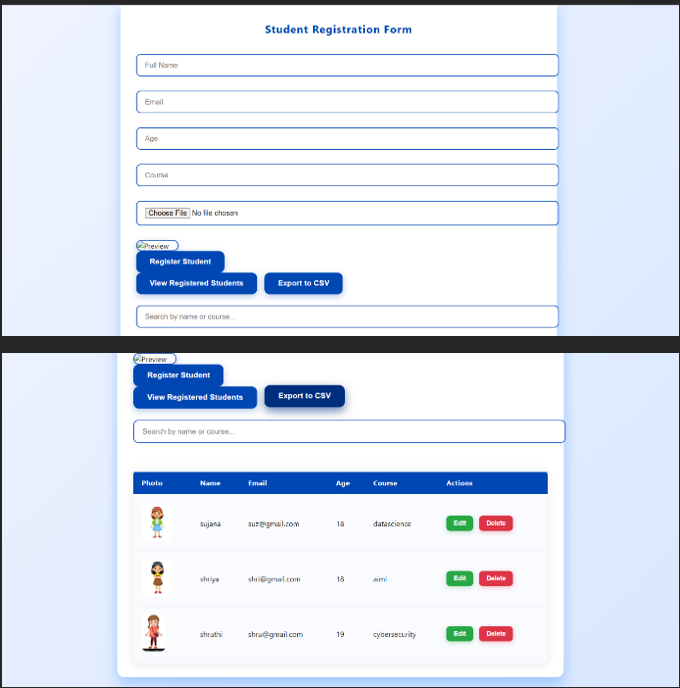 Student Registration Form
Full Name
Email
Age
Course
Choose File No file chosen
Preview
Register Student
View Registered Students Export to CSV
Search by name or course...
Preview
Register Student
View Registered Students Export to CSV
Search by name or course...
Photo Name Email Age Course Actions
sujana suz@gmail.com 18 datascience Edit Delete
shriya shri@gmail.com 18 aiml Edit Delete
shruthi shru@gmail.com 19 cybersecurity Edit Delete